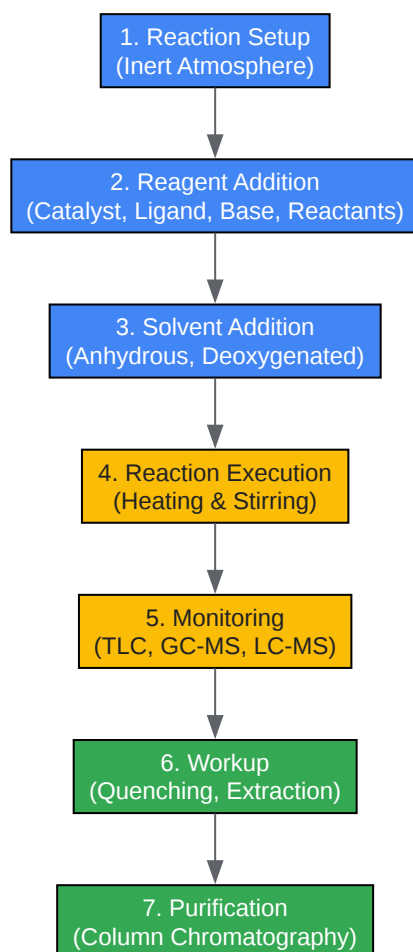 1. Reaction Setup
(Inert Atmosphere)
2. Reagent Addition
(Catalyst, Ligand, Base, Reactants)
3. Solvent Addition
(Anhydrous, Deoxygenated)
4. Reaction Execution
(Heating & Stirring)
5. Monitoring
(TLC, GC-MS, LC-MS)
6. Workup
(Quenching, Extraction)
7. Purification
(Column Chromatography)